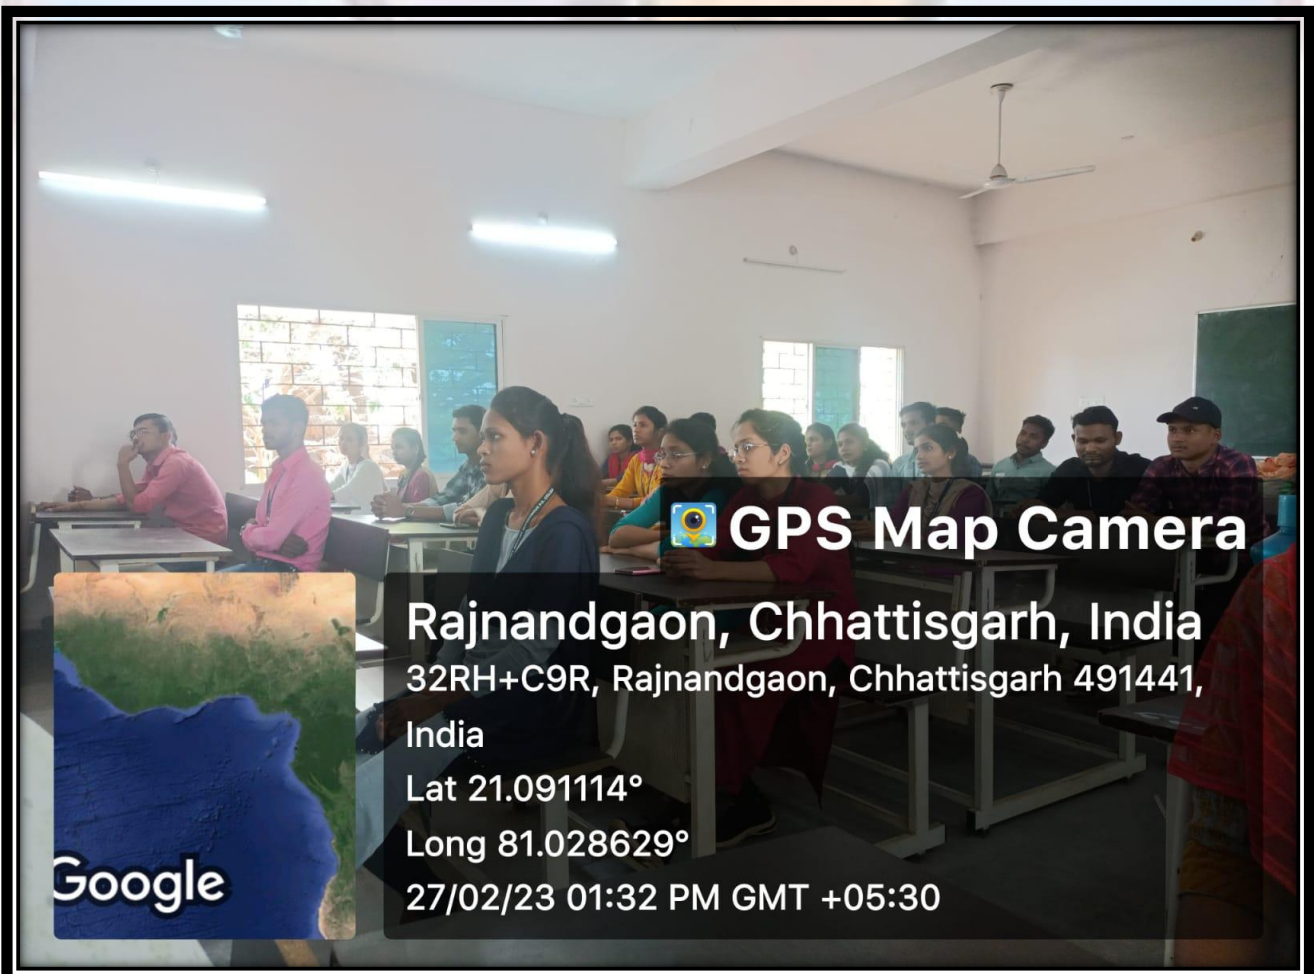 GPS Map Camera
Rajnandgaon, Chhattisgarh, India
32RH+C9R, Rajnandgaon, Chhattisgarh 491441,
India
Lat 21.091114°
Long 81.028629°
27/02/23 01:32 PM GMT +05:30
Google